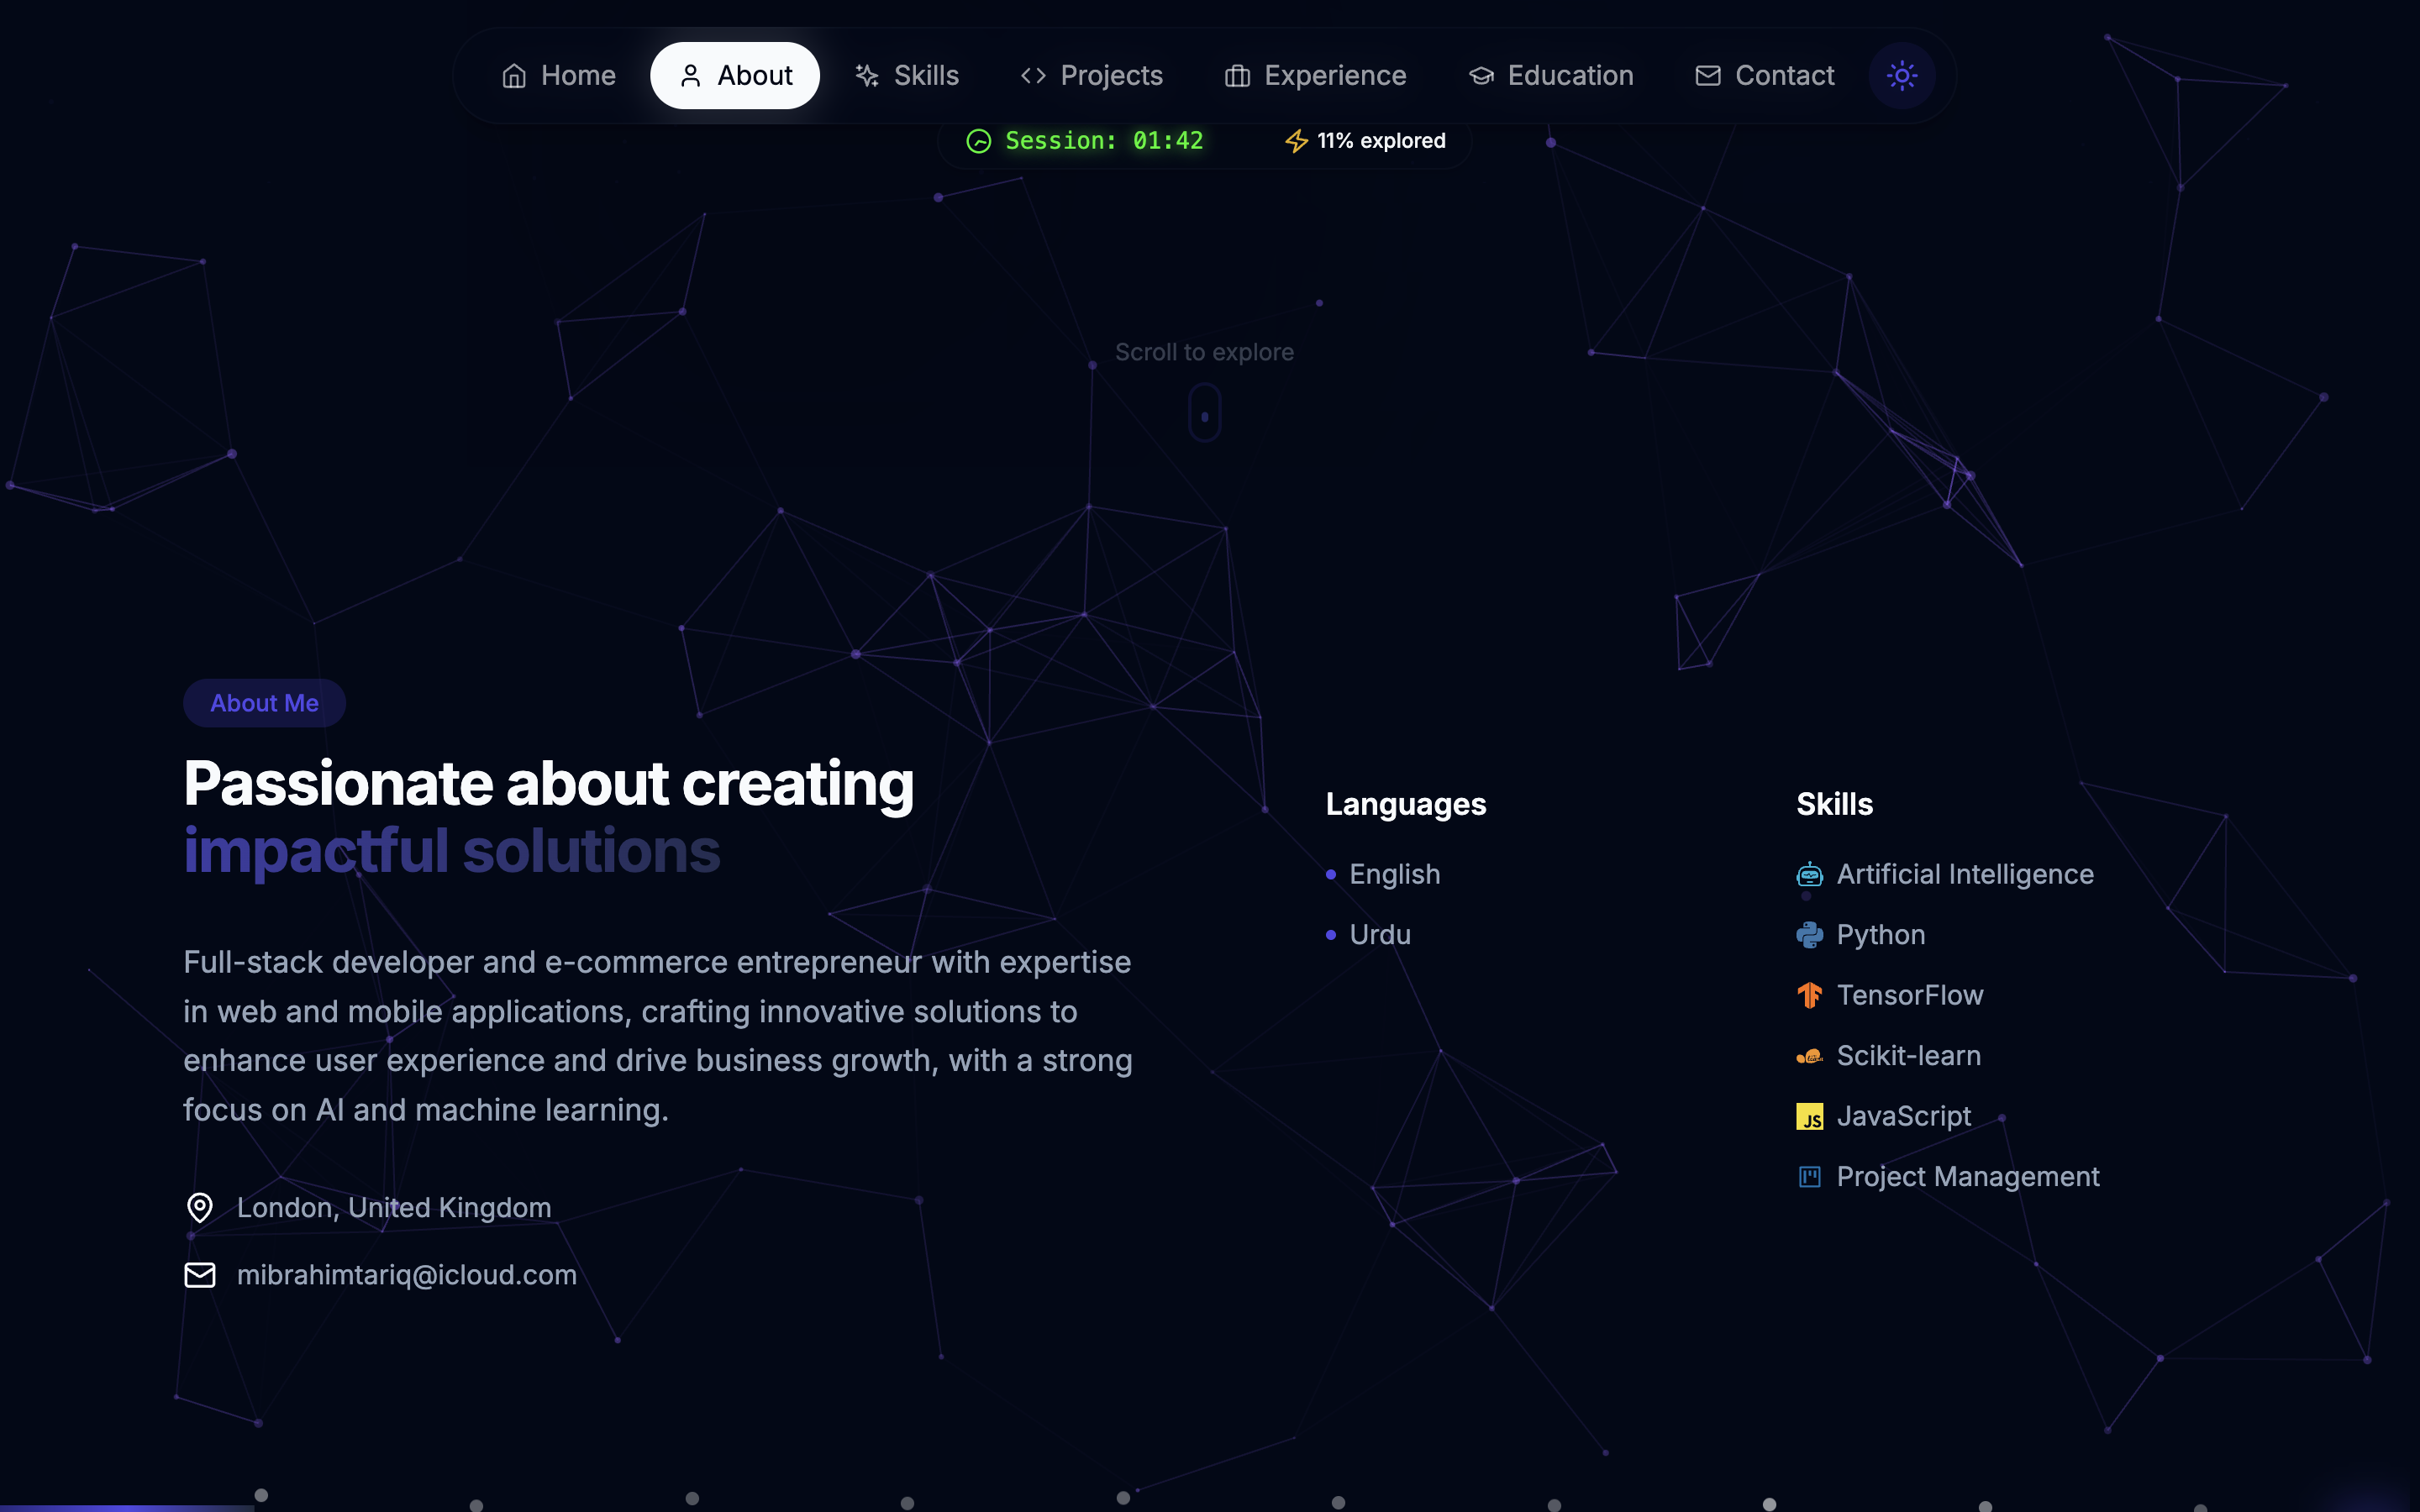 Home
About
Skills
Projects
Experience
Education
Contact
Session: 01:42
11% explored
Scroll to explore
About Me
Passionate about creating
impactful solutions
Full-stack developer and e-commerce entrepreneur with expertise
in web and mobile applications, crafting innovative solutions to
enhance user experience and drive business growth, with a strong
focus on AI and machine learning.
London, United Kingdom
mibrahimtariq@icloud.com
Languages
English
Urdu
Skills
Artificial Intelligence
Python
TensorFlow
Scikit-learn
JS JavaScript
Project Management